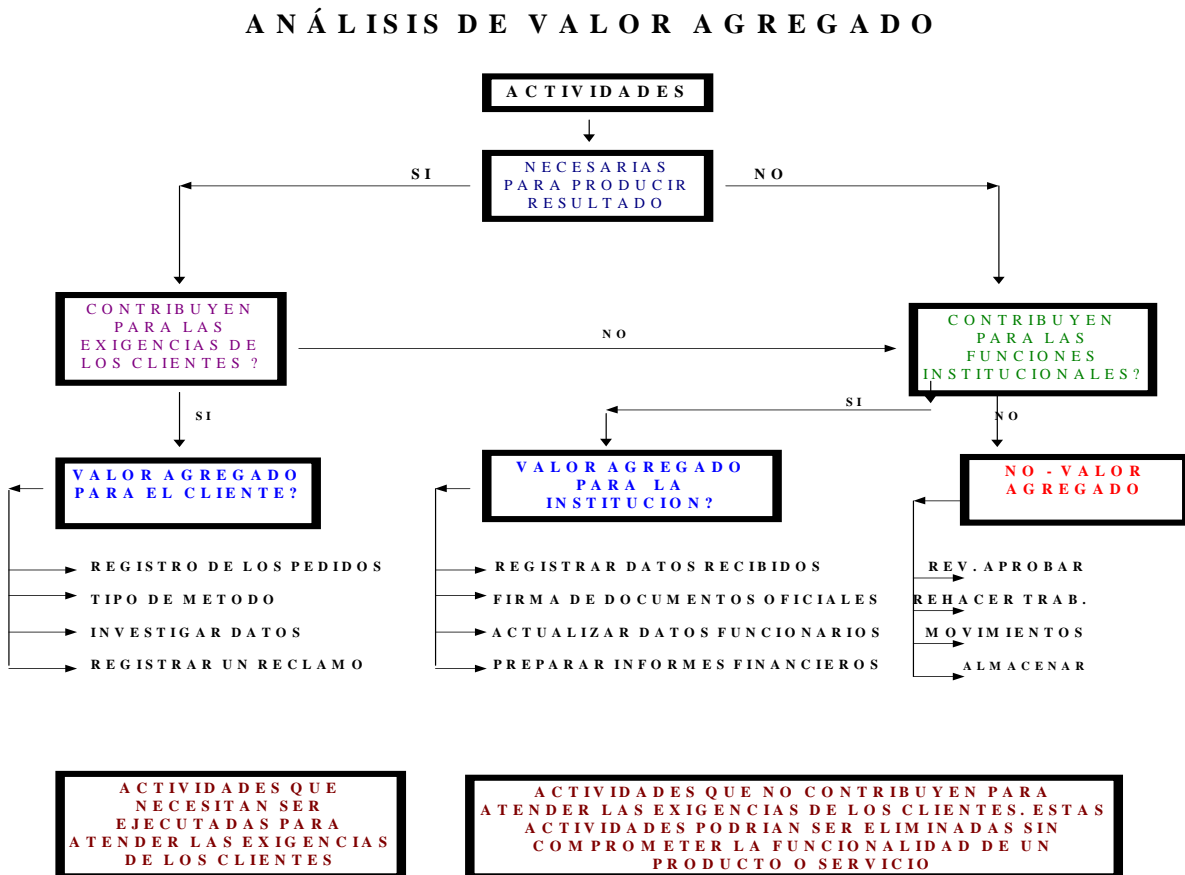 ANÁLISIS DE VALOR AGREGADO
ACTIVIDADES
NECESARIAS
PARA PRODUCIR
RESULTADO
SI
NO
CONTRIBUYEN
PARA LAS
EXIGENCIAS DE
LOS CLIENTES ?
NO
CONTRIBUYEN
PARA LAS
FUNCIONES
INSTITUCIONALES?
SI
SI
NO
VALOR AGREGADO
PARA EL CLIENTE?
VALOR AGREGADO
PARA LA
INSTITUCION?
NO - VALOR
AGREGADO
REGISTRO DE LOS PEDIDOS
TIPO DE METODO
INVESTIGAR DATOS
REGISTRAR UN RECLAMO
REGISTRAR DATOS RECIBIDOS
FIRMA DE DOCUMENTOS OFICIALES
ACTUALIZAR DATOS FUNCIONARIOS
PREPARAR INFORMES FINANCIEROS
REV. APROBAR
REHACER TRAB.
MOVIMIENTOS
ALMACENAR
ACTIVIDADES QUE
NECESITAN SER
EJECUTADAS PARA
ATENDER LAS EXIGENCIAS
DE LOS CLIENTES
ACTIVIDADES QUE NO CONTRIBUYEN PARA
ATENDER LAS EXIGENCIAS DE LOS CLIENTES. ESTAS
ACTIVIDADES PODRIAN SER ELIMINADAS SIN
COMPROMETER LA FUNCIONALIDAD DE UN
PRODUCTO O SERVICIO